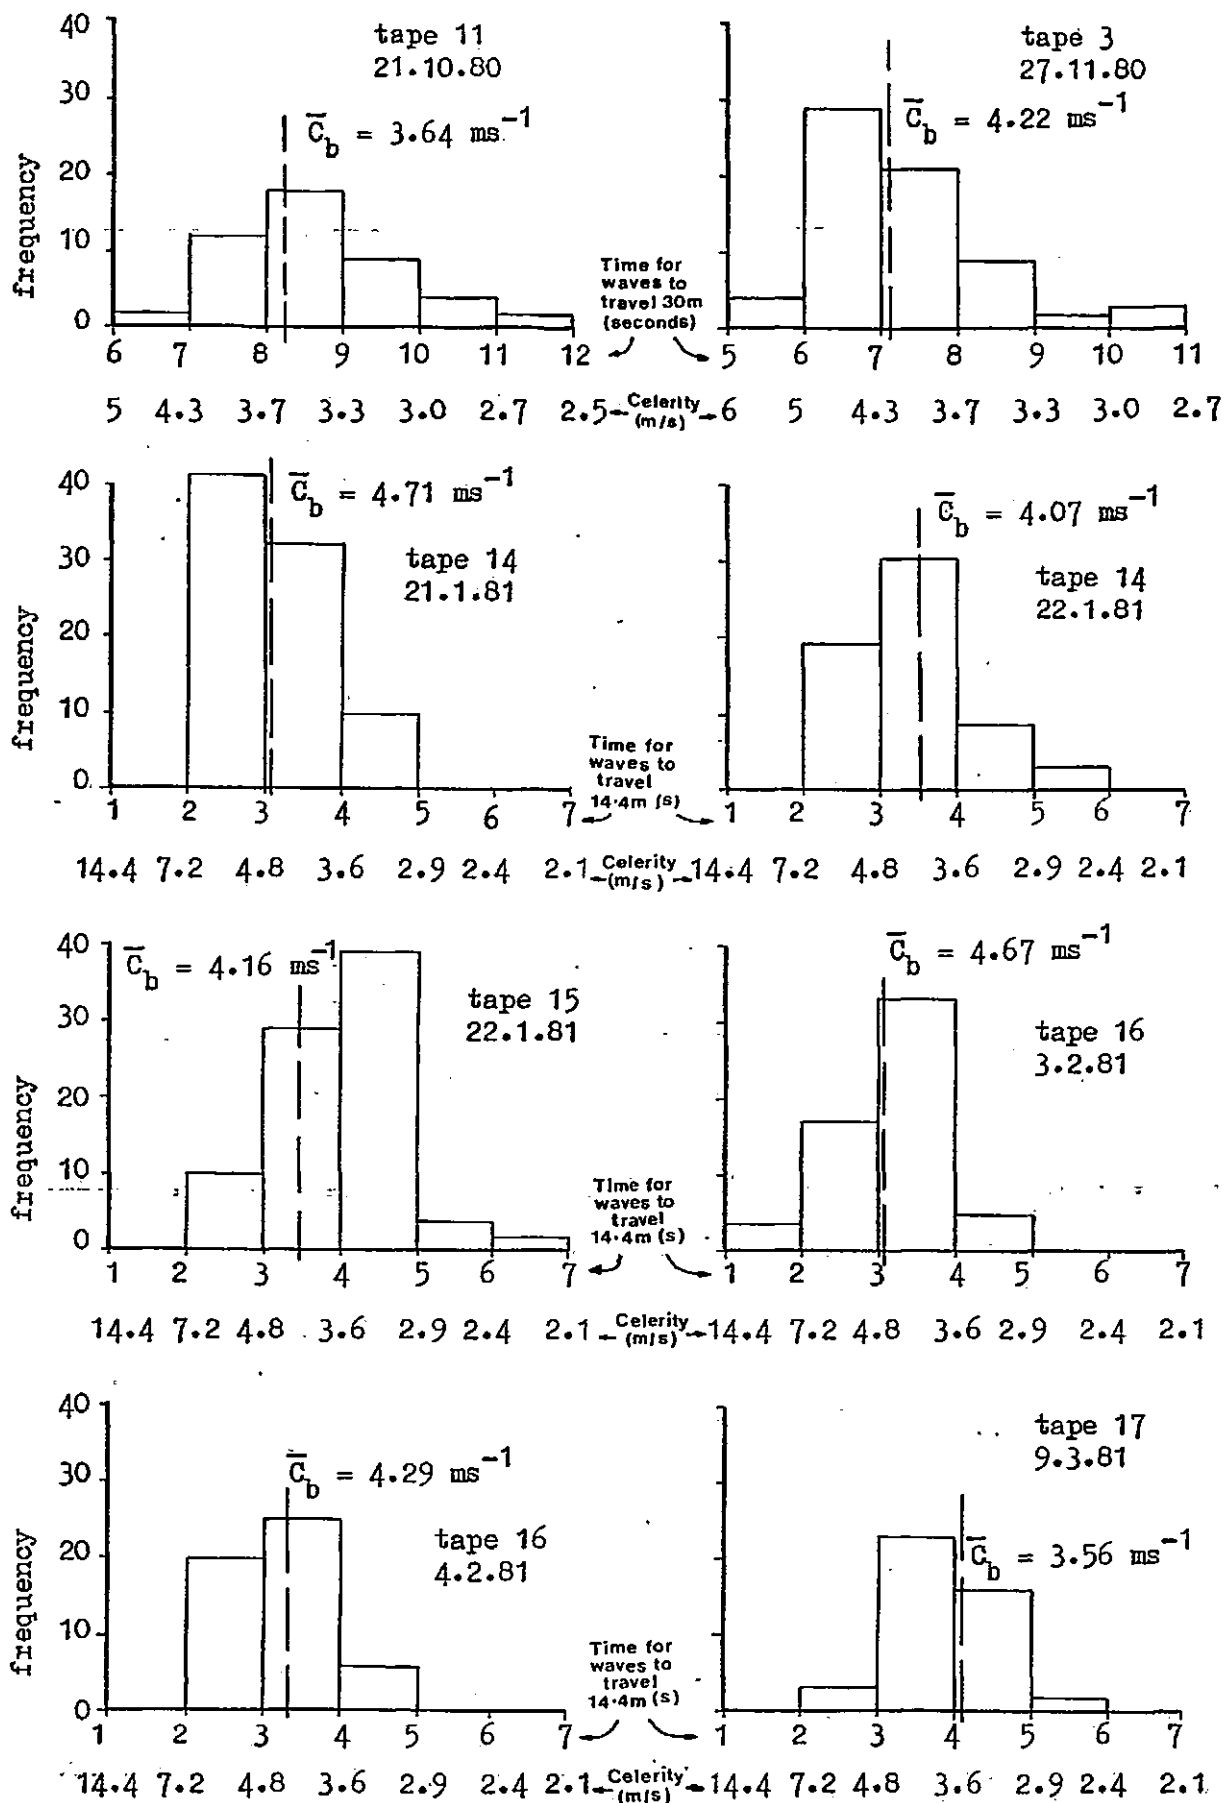 40
30
20
10
0
frequency
tape 11
21.10.80
C̅b = 3.64 ms⁻¹
6 7 8 9 10 11 12
5 4.3 3.7 3.3 3.0 2.7 2.5
Time for
waves to
travel 30m
(seconds)
Celerity
(m/s)
tape 3
27.11.80
C̅b = 4.22 ms⁻¹
5 6 7 8 9 10 11
6 5 4.3 3.7 3.3 3.0 2.7
40
30
20
10
0
frequency
C̅b = 4.71 ms⁻¹
tape 14
21.1.81
1 2 3 4 5 6 7
14.4 7.2 4.8 3.6 2.9 2.4 2.1
Time for
waves to
travel
14.4m (s)
Celerity
(m/s)
C̅b = 4.07 ms⁻¹
tape 14
22.1.81
1 2 3 4 5 6 7
14.4 7.2 4.8 3.6 2.9 2.4 2.1
40
30
20
10
0
frequency
C̅b = 4.16 ms⁻¹
tape 15
22.1.81
1 2 3 4 5 6 7
14.4 7.2 4.8 3.6 2.9 2.4 2.1
Time for
waves to
travel
14.4m (s)
Celerity
(m/s)
C̅b = 4.67 ms⁻¹
tape 16
3.2.81
1 2 3 4 5 6 7
14.4 7.2 4.8 3.6 2.9 2.4 2.1
40
30
20
10
0
frequency
C̅b = 4.29 ms⁻¹
tape 16
4.2.81
1 2 3 4 5 6 7
14.4 7.2 4.8 3.6 2.9 2.4 2.1
Time for
waves to
travel
14.4m (s)
Celerity
(m/s)
tape 17
9.3.81
C̅b = 3.56 ms⁻¹
1 2 3 4 5 6 7
14.4 7.2 4.8 3.6 2.9 2.4 2.1